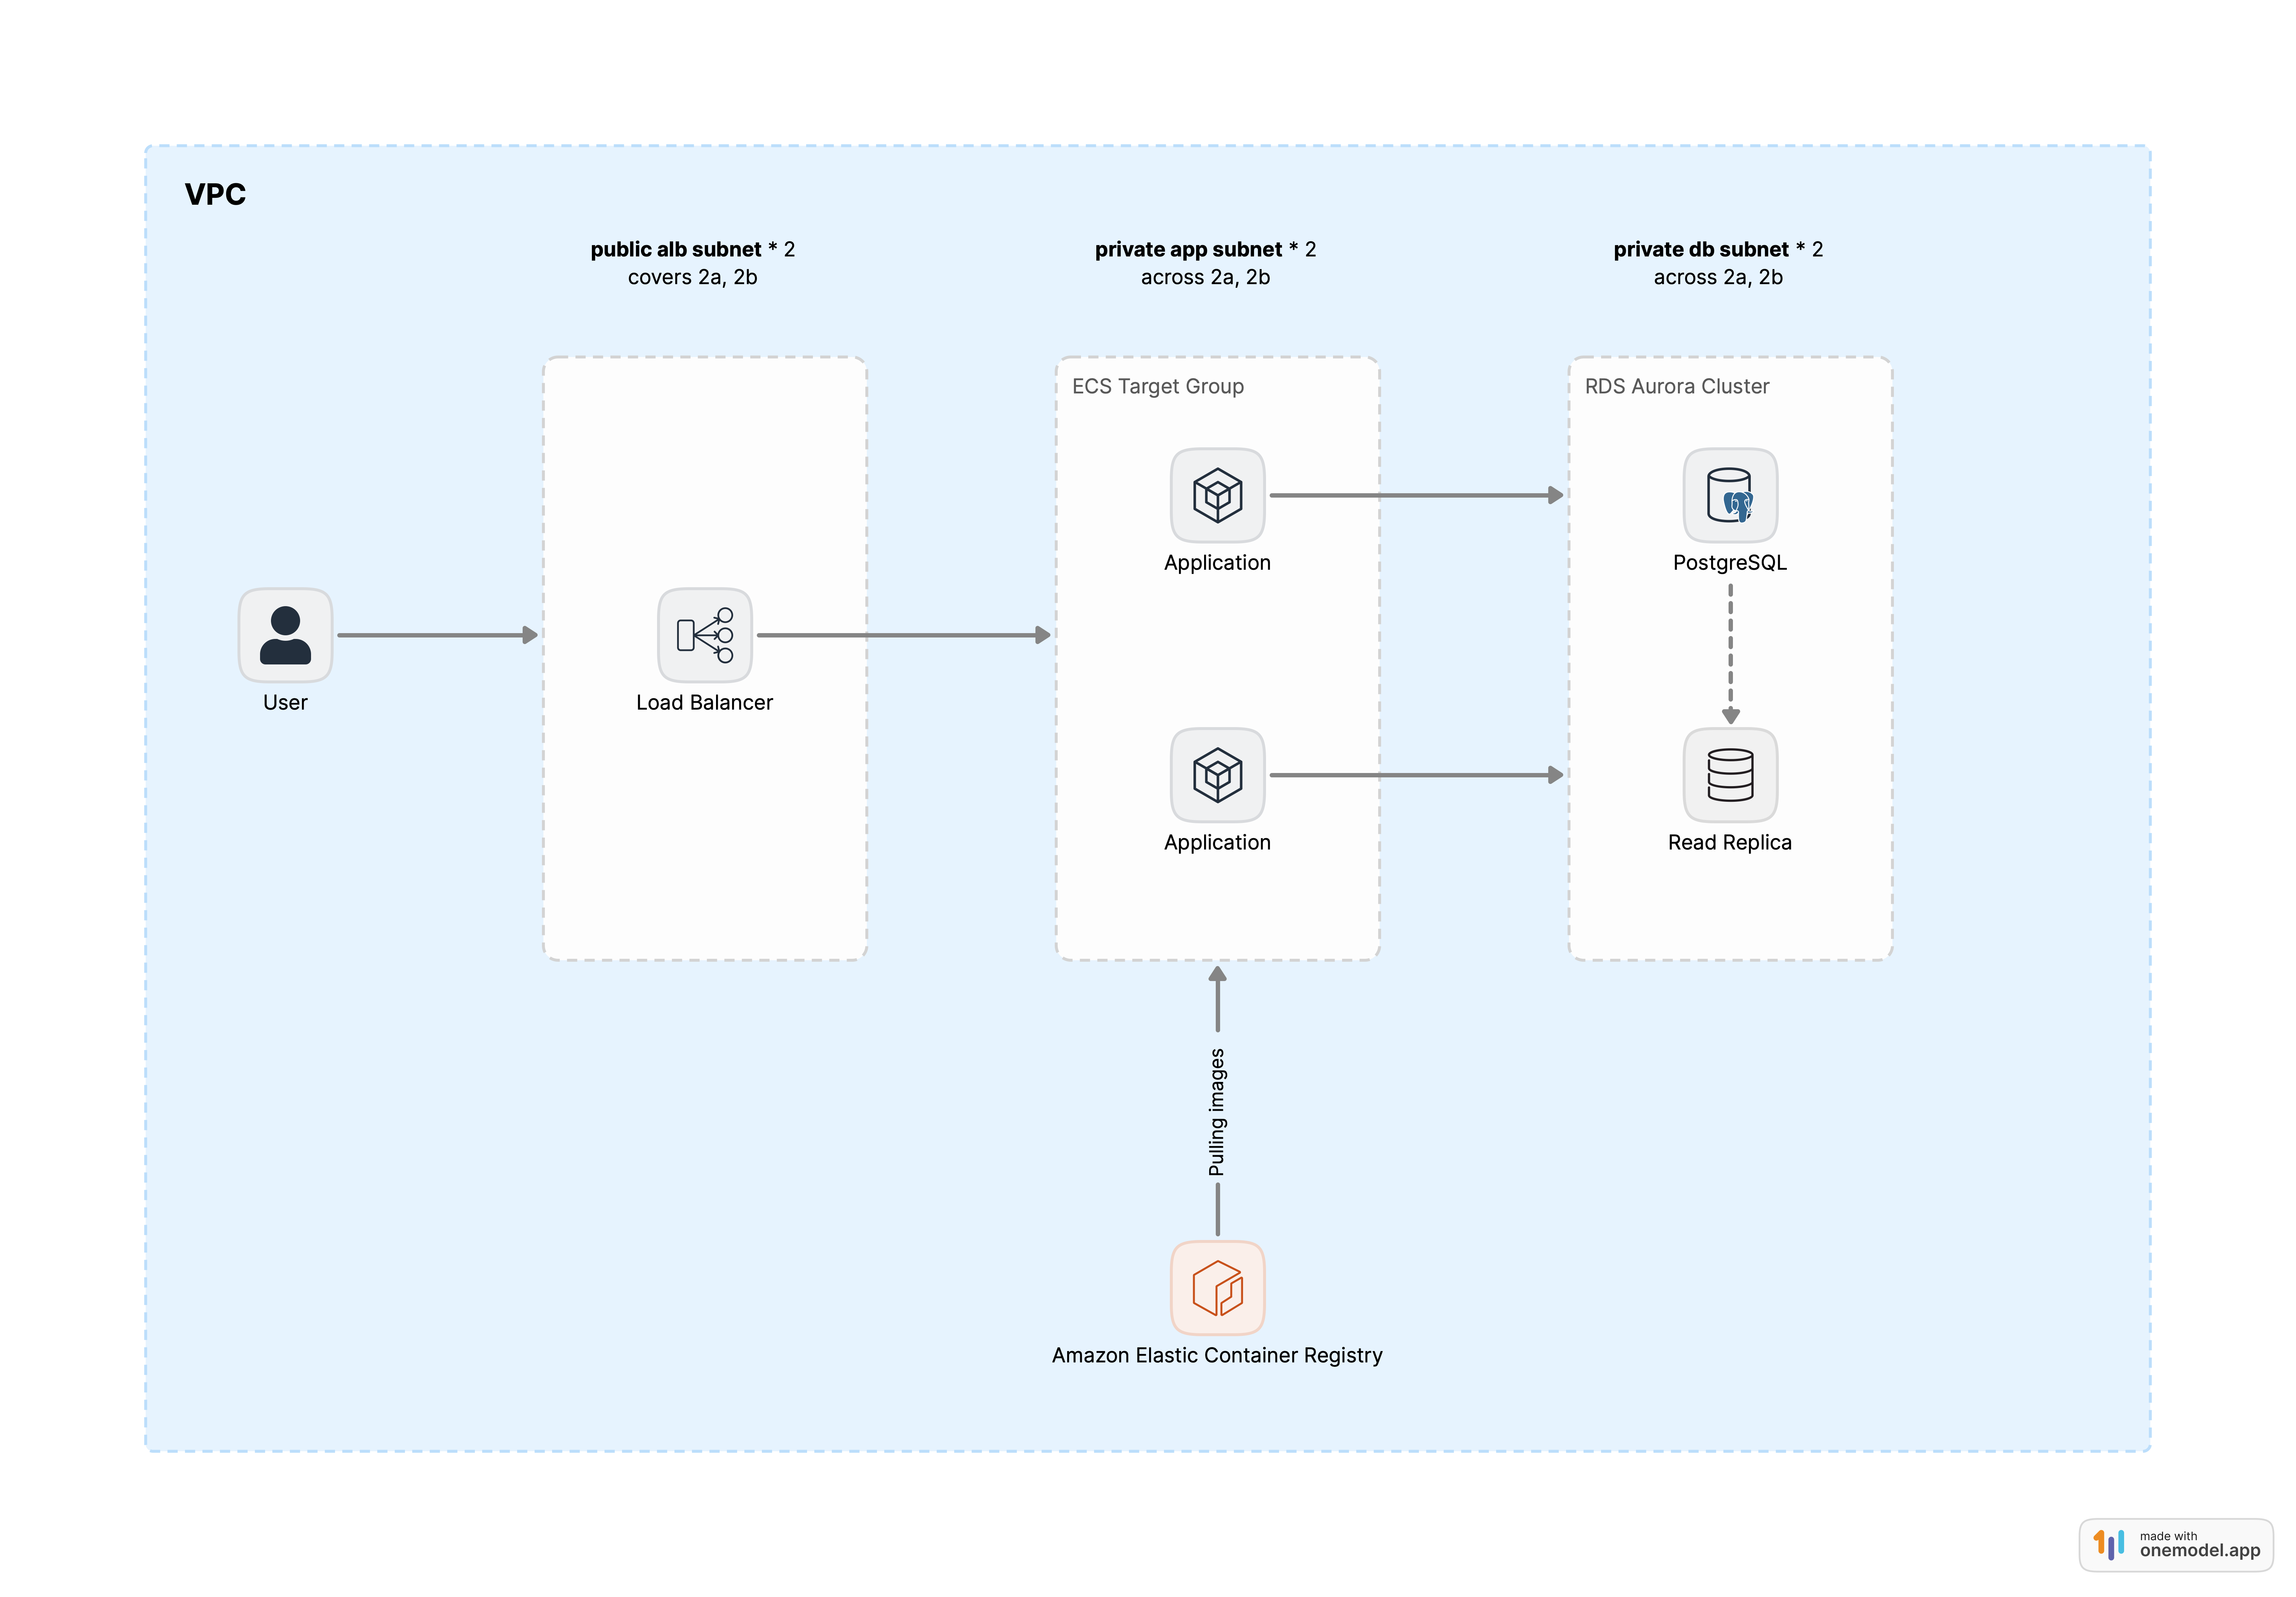 VPC
public alb subnet * 2
covers 2a, 2b
private app subnet * 2
across 2a, 2b
private db subnet * 2
across 2a, 2b
ECS Target Group
RDS Aurora Cluster
Application
PostgreSQL
User
Load Balancer
Application
Read Replica
Pulling images
Amazon Elastic Container Registry
made with
onemodel.app